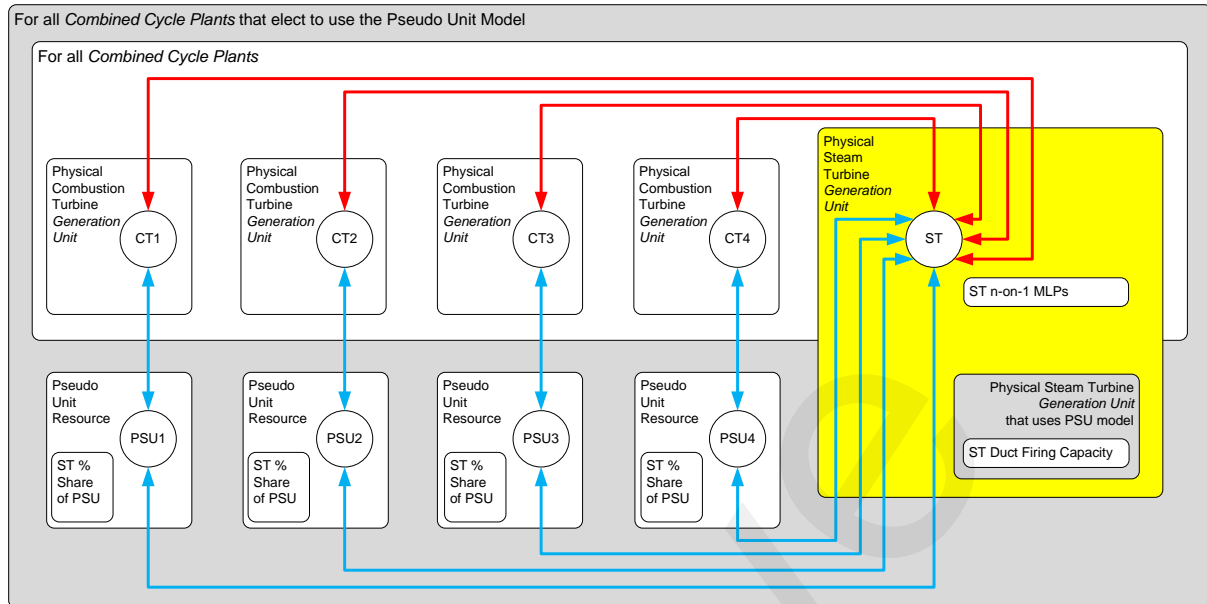 For all Combined Cycle Plants that elect to use the Pseudo Unit Model
For all Combined Cycle Plants
Physical
Combustion
Turbine
Generation
Unit
CT1
Physical
Combustion
Turbine
Generation
Unit
CT2
Physical
Combustion
Turbine
Generation
Unit
CT3
Physical
Combustion
Turbine
Generation
Unit
CT4
Physical
Steam
Turbine
Generation
Unit
ST
ST n-on-1 MLPs
Pseudo
Unit
Resource
PSU1
ST %
Share
of PSU
Pseudo
Unit
Resource
PSU2
ST %
Share
of PSU
Pseudo
Unit
Resource
PSU3
ST %
Share
of PSU
Pseudo
Unit
Resource
PSU4
ST %
Share
of PSU
Physical Steam Turbine
Generation Unit
that uses PSU model
ST Duct Firing Capacity